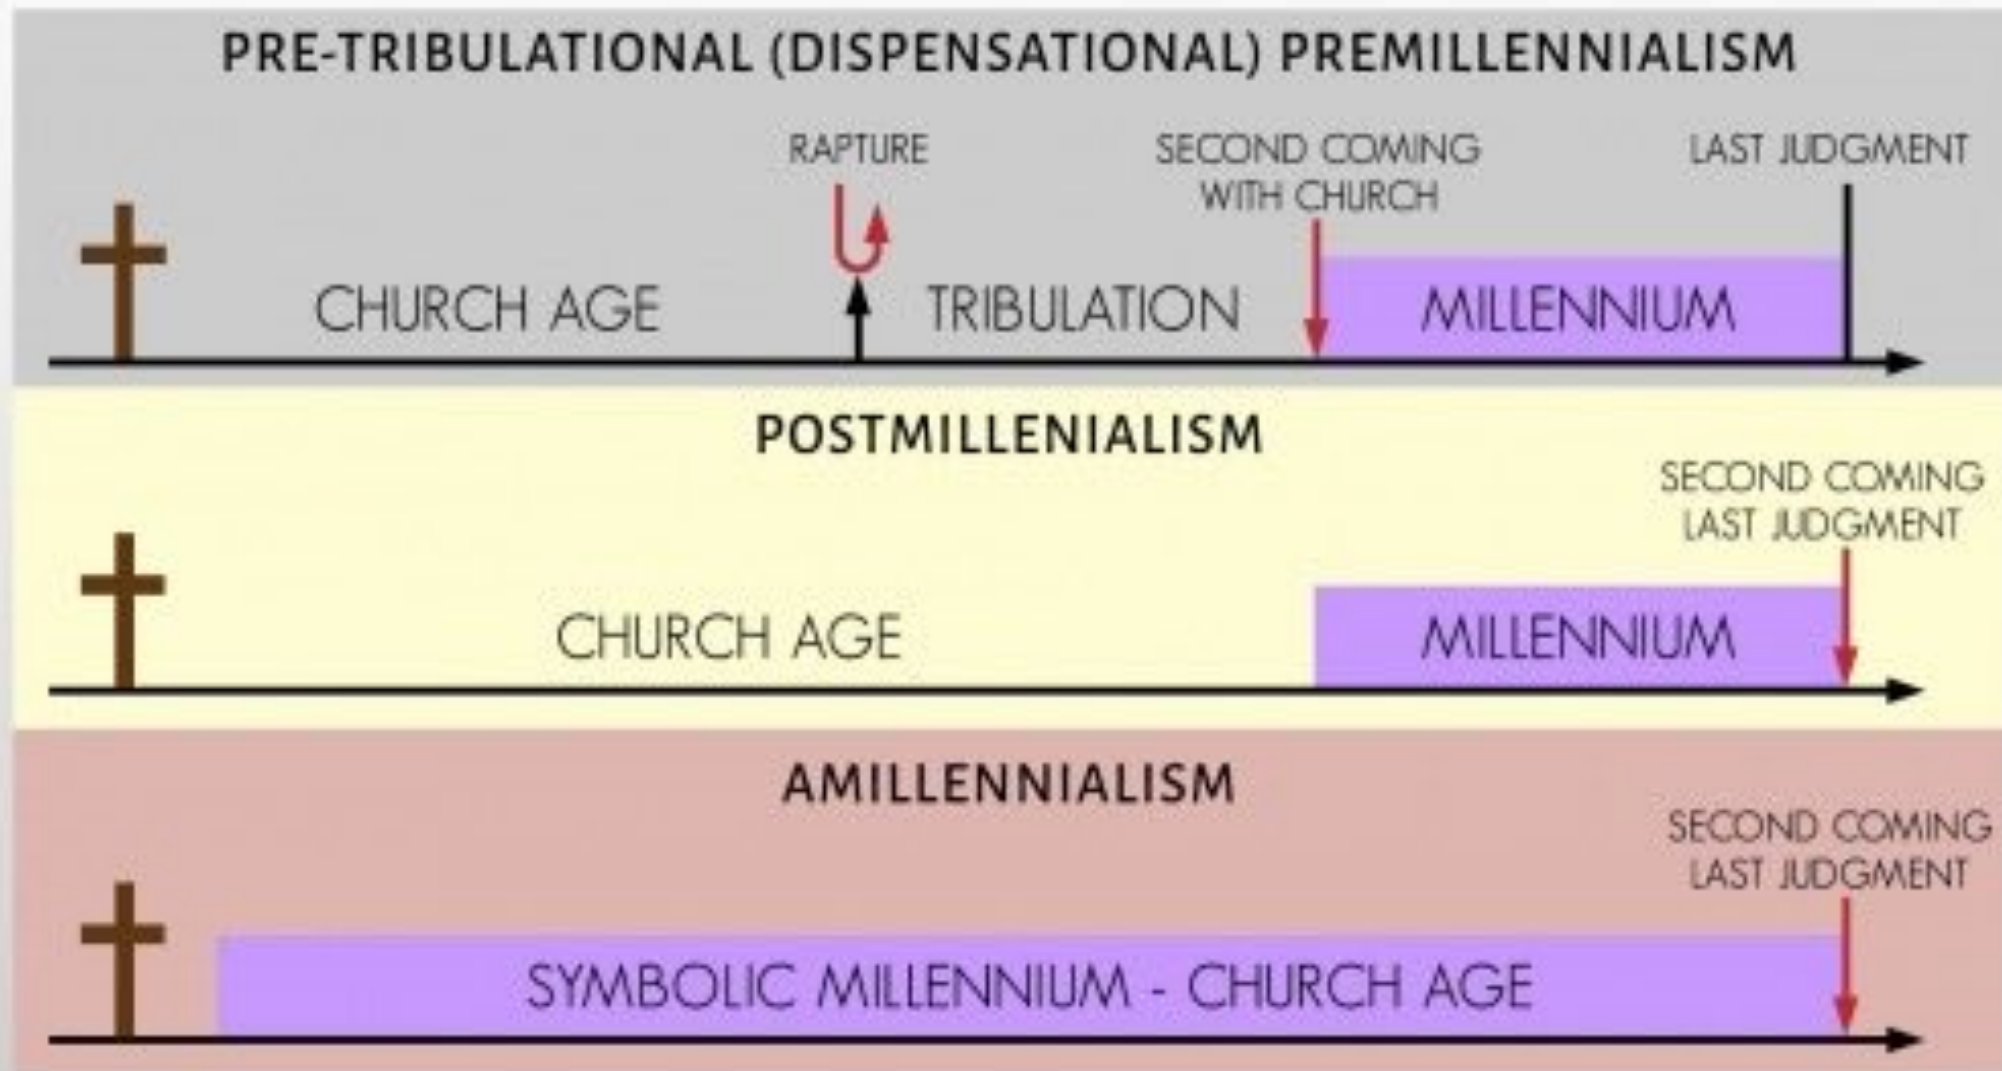 PRE-TRIBULATIONAL (DISPENSATIONAL) PREMILLENNIALISM
RAPTURE
SECOND COMING
WITH CHURCH
LAST JUDGMENT
CHURCH AGE
TRIBULATION
MILLENNIUM
POSTMILLENIALISM
SECOND COMING
LAST JUDGMENT
CHURCH AGE
MILLENNIUM
AMILLENNIALISM
SECOND COMING
LAST JUDGMENT
SYMBOLIC MILLENNIUM - CHURCH AGE